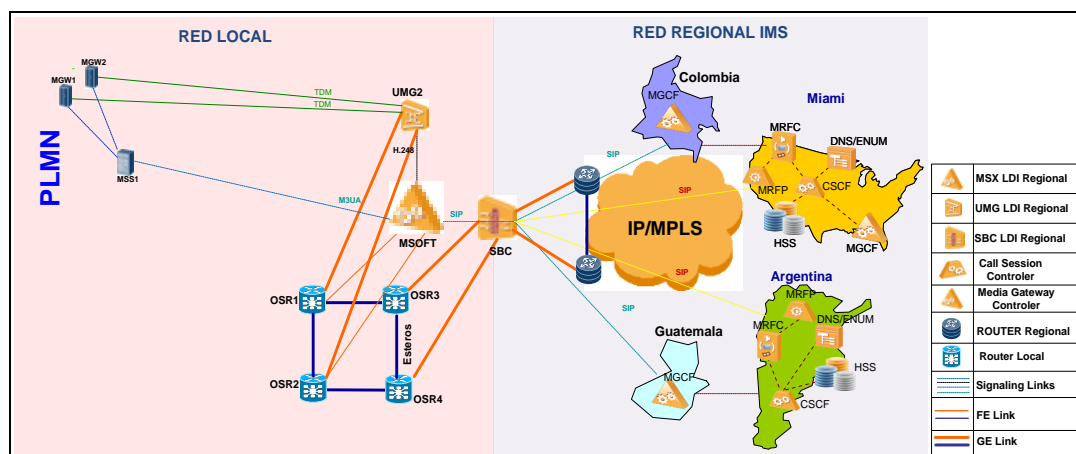 RED LOCAL
RED REGIONAL IMS
MGW2
MGW1
TDM
TDM
UMG2
H.248
PLMN
MSS1
M3UA
MSOFT
SIP
SBC
OSR1
OSR3
Esteros
OSR2
OSR4
Colombia
MGCF
SIP
SIP
SIP
SIP
IP/MPLS
Miami
MRFC
DNS/ENUM
MRFP
CSCF
HSS
MGCF
Argentina
MRFP
MRFC
DNS/ENUM
HSS
CSCF
Guatemala
MGCF
MSX LDI Regional
UMG LDI Regional
SBC LDI Regional
Call Session
Controler
Media Gateway
Controler
ROUTER Regional
Router Local
Signaling Links
FE Link
GE Link